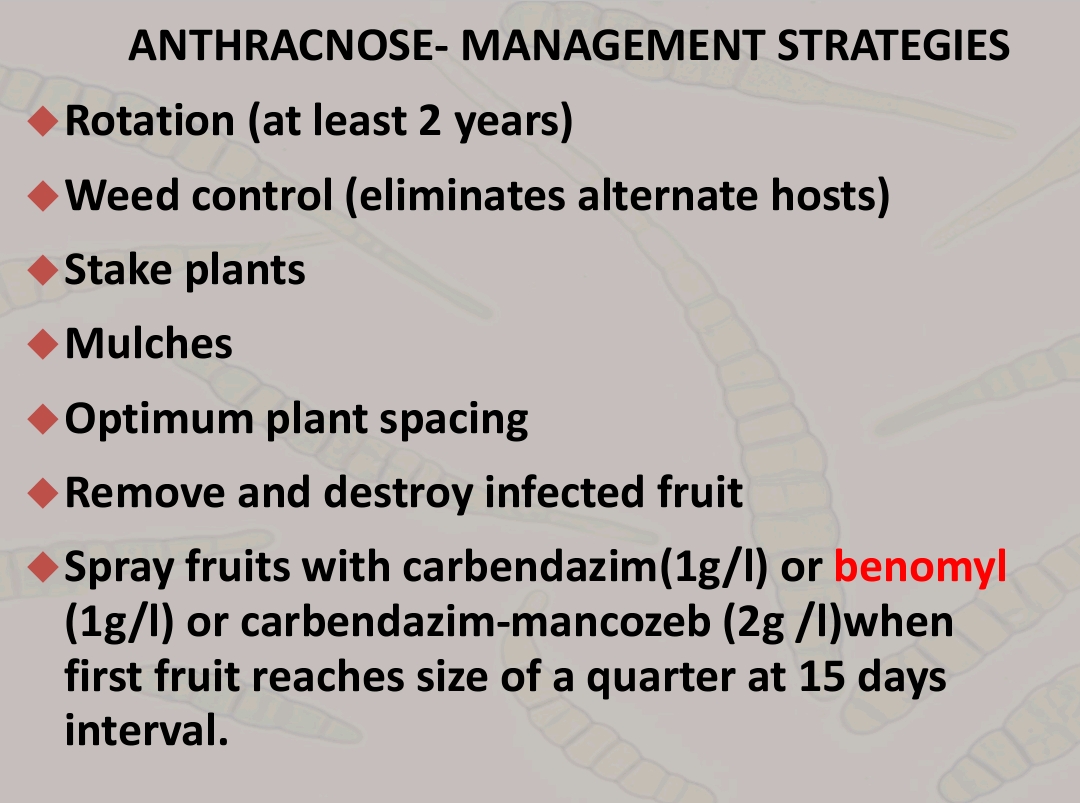 ANTHRACNOSE- MANAGEMENT STRATEGIES
Rotation (at least 2 years)
Weed control (eliminates alternate hosts)
Stake plants
Mulches
Optimum plant spacing
Remove and destroy infected fruit
Spray fruits with carbendazim(1g/l) or benomyl
(1g/l) or carbendazim-mancozeb (2g /l)when
first fruit reaches size of a quarter at 15 days
interval.